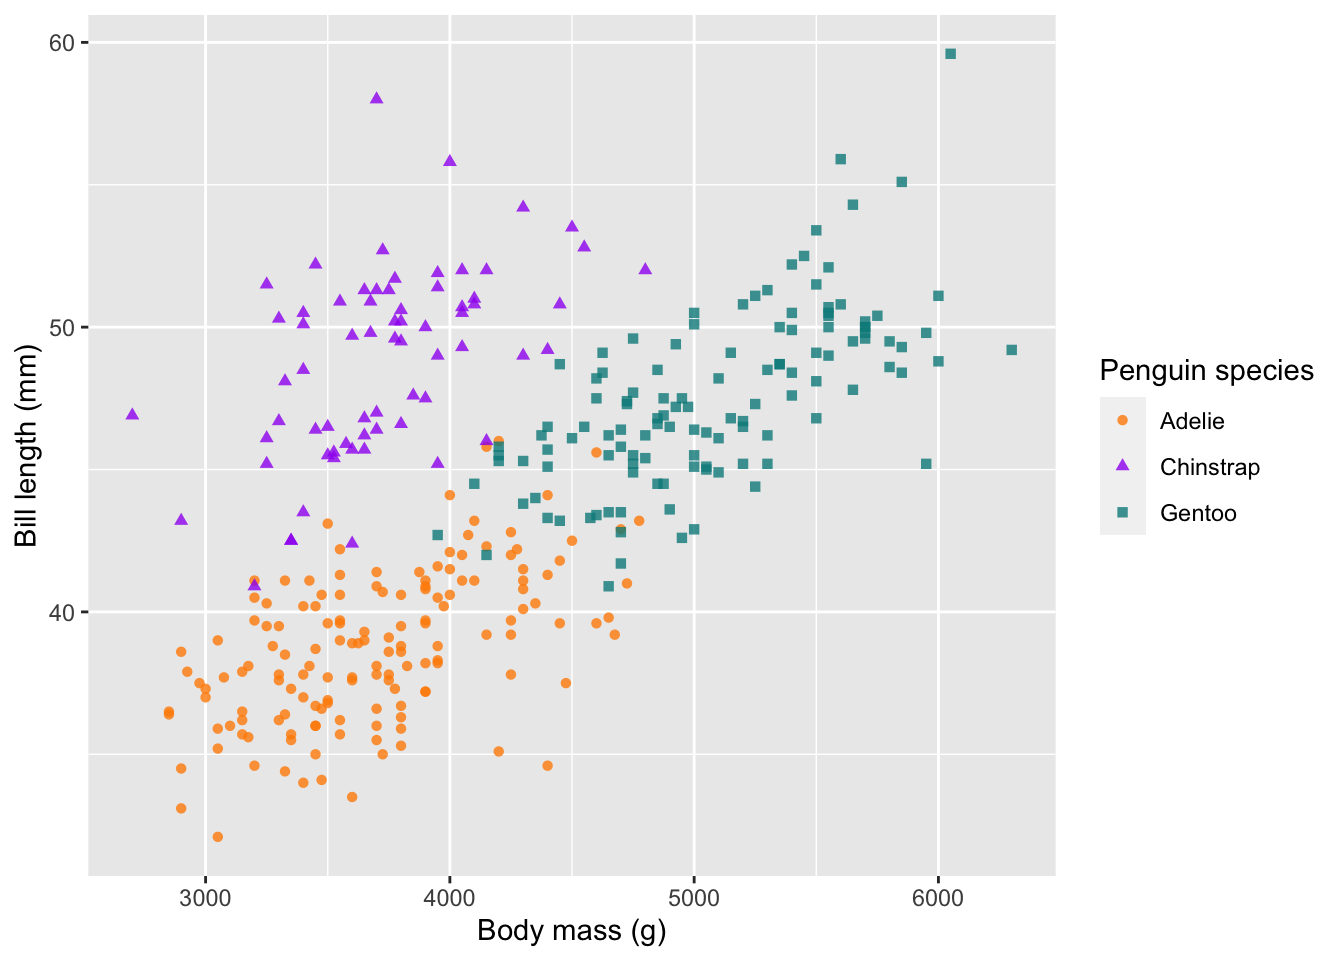 60
50
40
Bill length (mm)
3000 4000 5000 6000
Body mass (g)
Penguin species
Adelie
Chinstrap
Gentoo